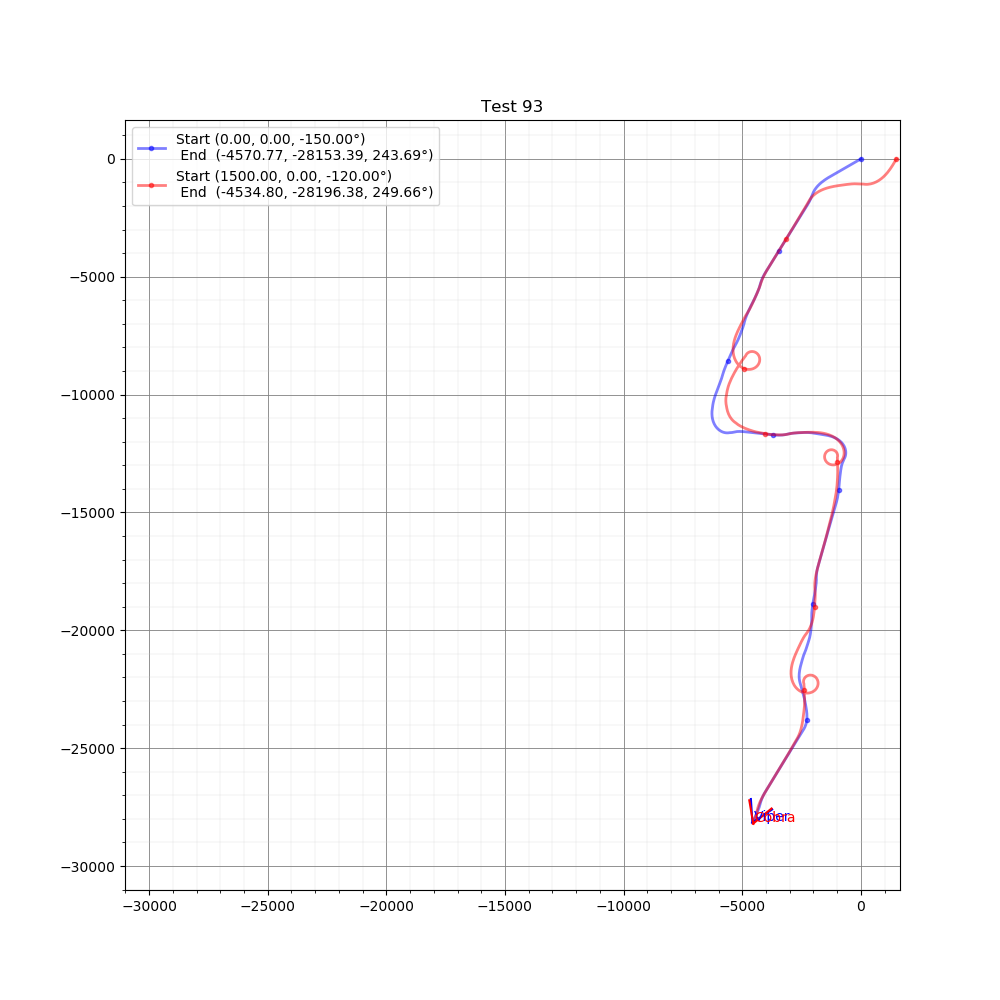 Test 93
Start (0.00, 0.00, -150.00°)
End (-4570.77, -28153.39, 243.69°)
Start (1500.00, 0.00, -120.00°)
End (-4534.80, -28196.38, 249.66°)
0
−5000
−10000
−15000
−20000
−25000
−30000
−30000 −25000 −20000 −15000 −10000 −5000 0